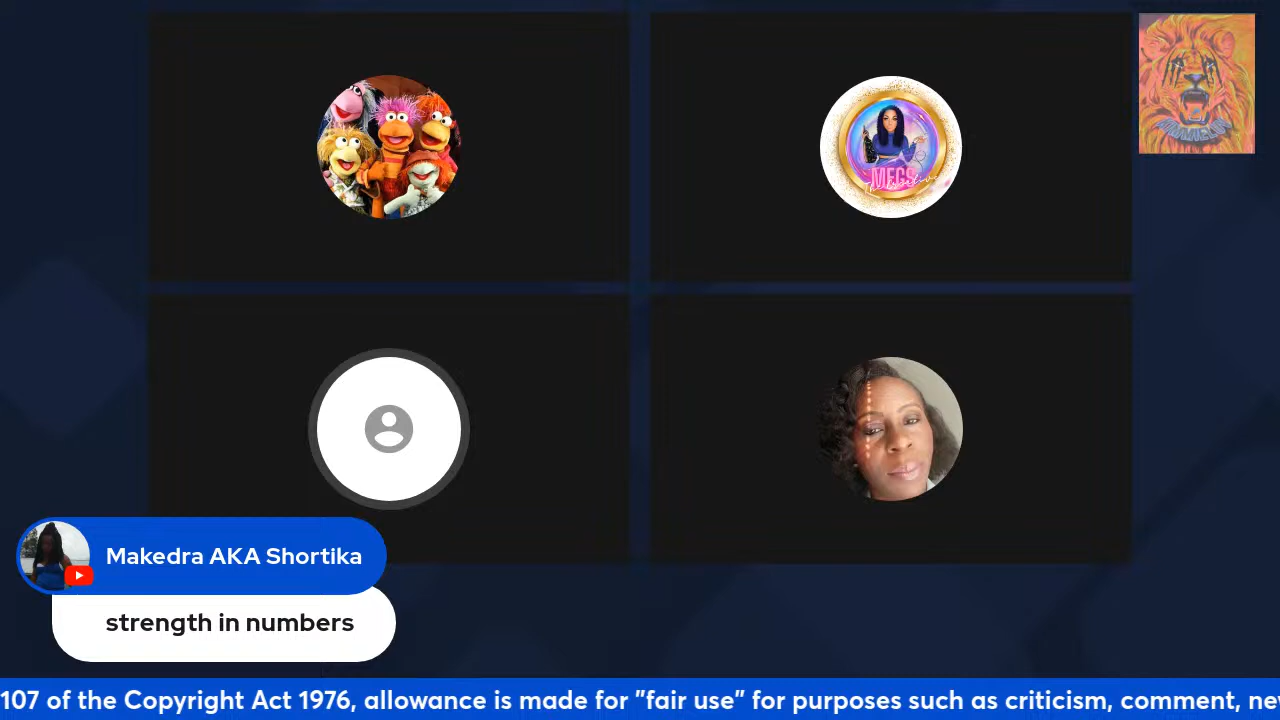 MEGS
Makedra AKA Shortika
strength in numbers
107 of the Copyright Act 1976, allowance is made for "fair use" for purposes such as criticism, comment, ne